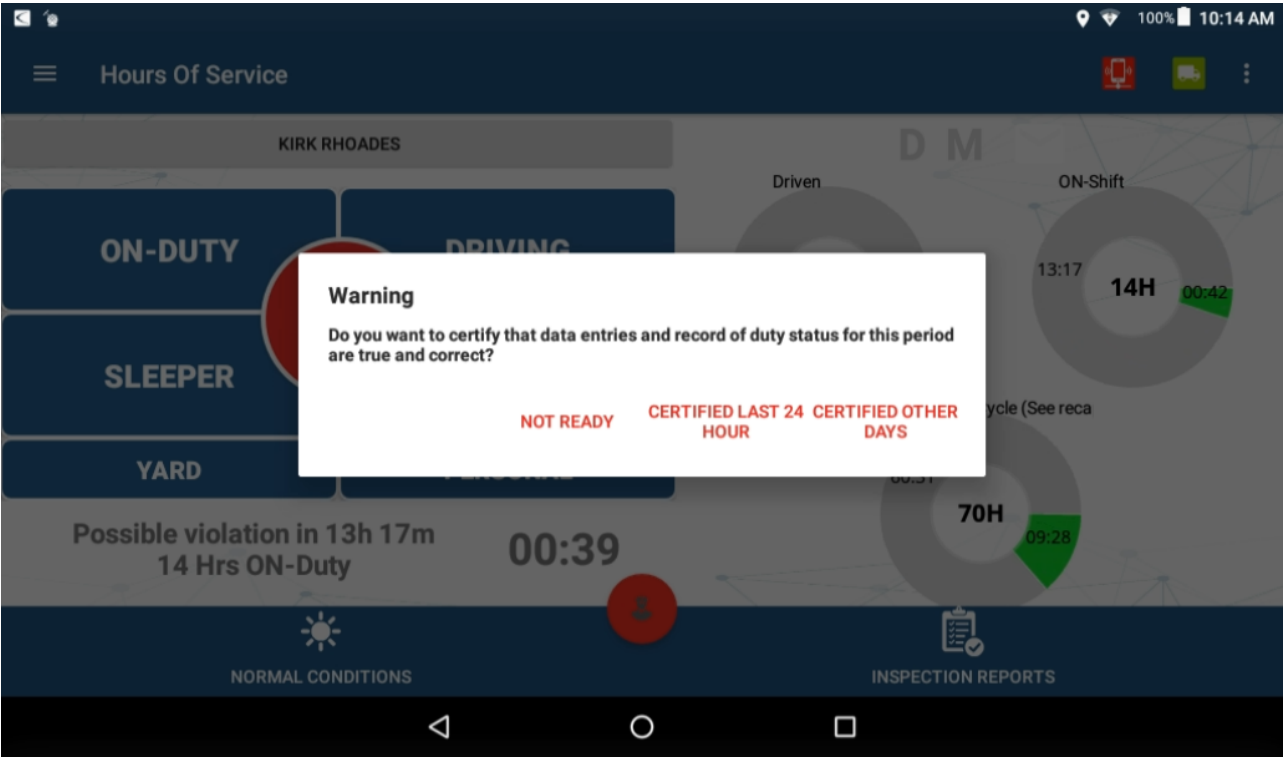 100% 10:14 AM
Hours Of Service
KIRK RHOADES
D M
Driven
ON-Shift
ON-DUTY
DRIVING
13:17
14H
00:42
Warning
Do you want to certify that data entries and record of duty status for this period
are true and correct?
SLEEPER
NOT READY
CERTIFIED LAST 24
HOUR
CERTIFIED OTHER
DAYS
ycle (See reca
YARD
PERSONAL
70H
09:28
Possible violation in 13h 17m
14 Hrs ON-Duty
00:39
NORMAL CONDITIONS
INSPECTION REPORTS